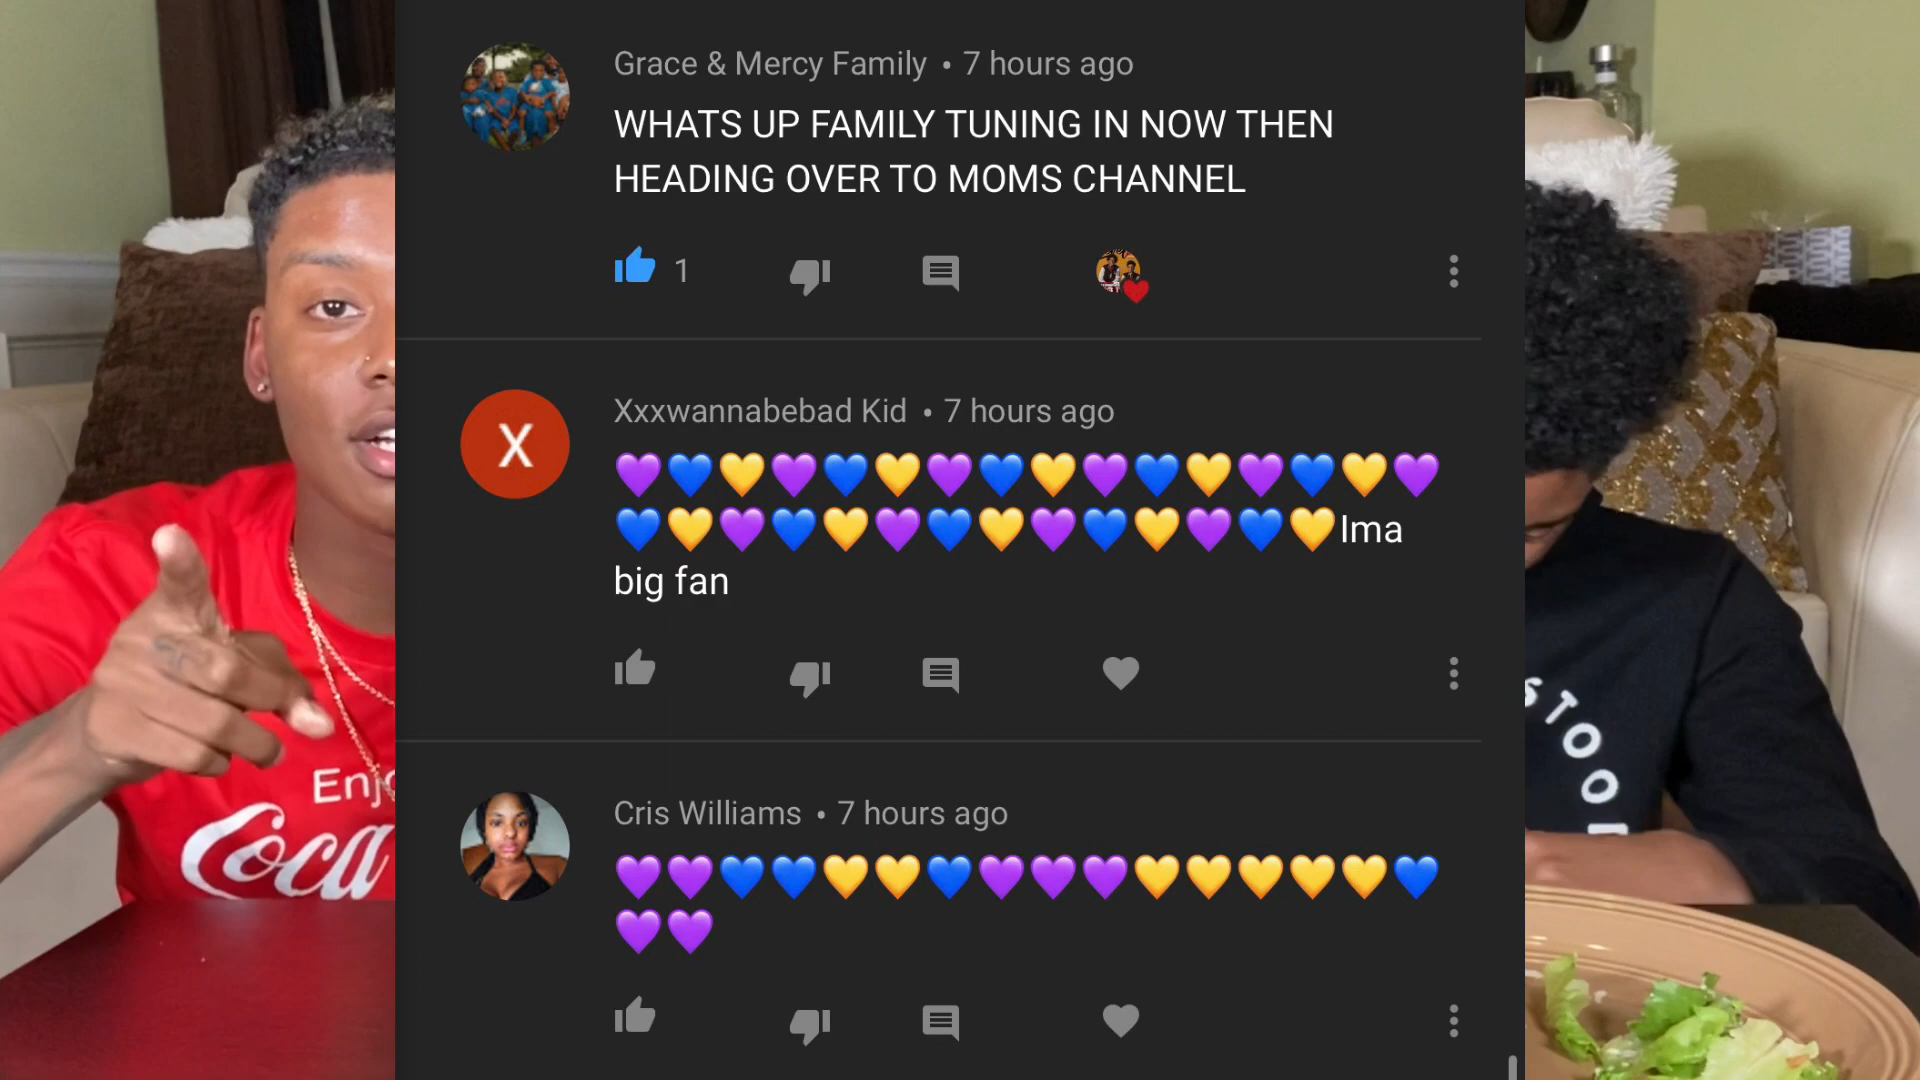 Grace & Mercy Family • 7 hours ago
WHATS UP FAMILY TUNING IN NOW THEN
HEADING OVER TO MOMS CHANNEL
1
X
Xxxwannabebad Kid • 7 hours ago
💜💙💛💜💙💛💜💙💛💜💙💛💜💙💛💜
💙💛💜💙💛💜💙💛💜💙💛💜💙💛Ima
big fan
Cris Williams • 7 hours ago
💜💜💙💙💛💛💙💜💜💜💛💛💛💛💛💙
💜💜
Enj
Coca
STOO